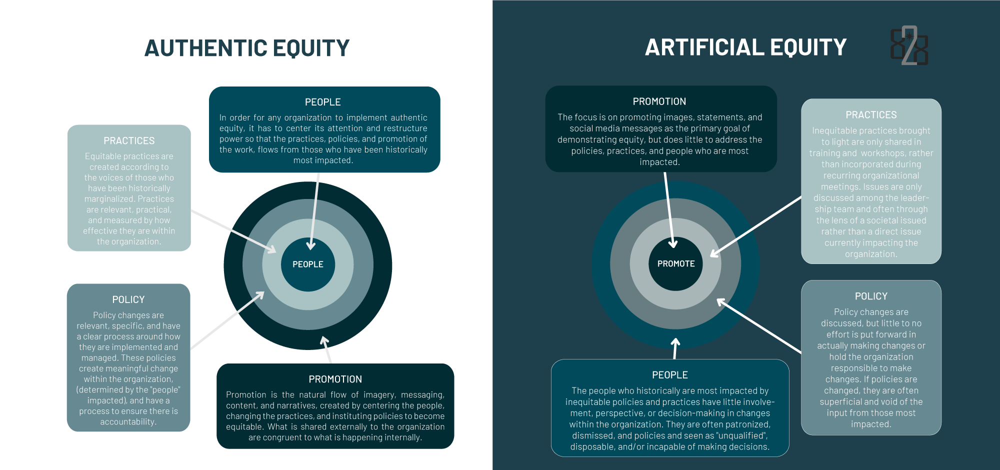 AUTHENTIC EQUITY
PEOPLE
In order for any organization to implement authentic
equity, it has to center its attention and restructure
power so that the practices, policies, and promotion of
the work, flows from those who have been historically
most impacted.
PRACTICES
Equitable practices are
created according to
the voices of those who
have been historically
marginalized. Practices
are relevant, practical,
and measured by how
effective they are within
the organization.
PEOPLE
POLICY
Policy changes are
relevant, specific, and have
a clear process around how
they are implemented and
managed. These policies
create meaningful change
within the organization,
(determined by the "people"
impacted), and have a
process to ensure there is
accountability.
PROMOTION
Promotion is the natural flow of imagery, messaging,
content, and narratives, created by centering the people,
changing the practices, and instituting policies to become
equitable. What is shared externally to the organization
are congruent to what is happening internally.
ARTIFICIAL EQUITY
PROMOTION
The focus is on promoting images, statements, and
social media messages as the primary goal of
demonstrating equity, but does little to address the
policies, practices, and people who are most
impacted.
PRACTICES
Inequitable practices brought
to light are only shared in
training and workshops, rather
than incorporated during
recurring organizational
meetings. Issues are only
discussed among the leader-
ship team and often through
the lens of a societal issued
rather than a direct issue
currently impacting the
organization.
PROMOTE
POLICY
Policy changes are
discussed, but little to no
effort is put forward in
actually making changes or
hold the organization
responsible to make
changes. If policies are
changed, they are often
superficial and void of the
input from those most
impacted.
PEOPLE
The people who historically are most impacted by
inequitable policies and practices have little involve-
ment, perspective, or decision-making in changes
within the organization. They are often patronized,
dismissed, and policies and seen as "unqualified",
disposable, and/or incapable of making decisions.